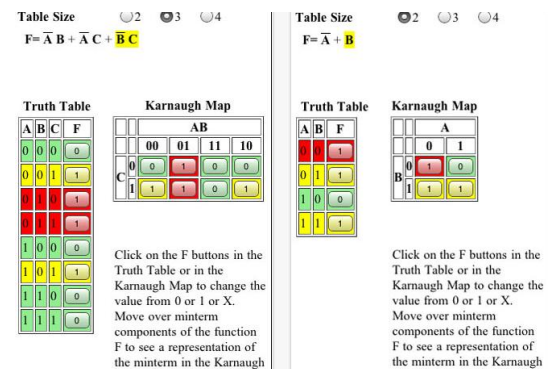 Table Size 2 3 4
F= A̅ B + A̅ C + B̅ C
Truth Table
A B C F
0 0 0 0
0 0 1 1
0 1 0 1
0 1 1 1
1 0 0 0
1 0 1 1
1 1 0 0
1 1 1 0
Karnaugh Map
AB
00 01 11 10
C
0 0 1 0 0
1 1 1 0 1
Click on the F buttons in the
Truth Table or in the
Karnaugh Map to change the
value from 0 or 1 or X.
Move over minterm
components of the function
F to see a representation of
the minterm in the Karnaugh
Table Size 2 3 4
F= A̅ + B
Truth Table
A B F
0 0 1
0 1 1
1 0 0
1 1 1
Karnaugh Map
A
0 1
B
0 1 0
1 1 1
Click on the F buttons in the
Truth Table or in the
Karnaugh Map to change the
value from 0 or 1 or X.
Move over minterm
components of the function
F to see a representation of
the minterm in the Karnaugh